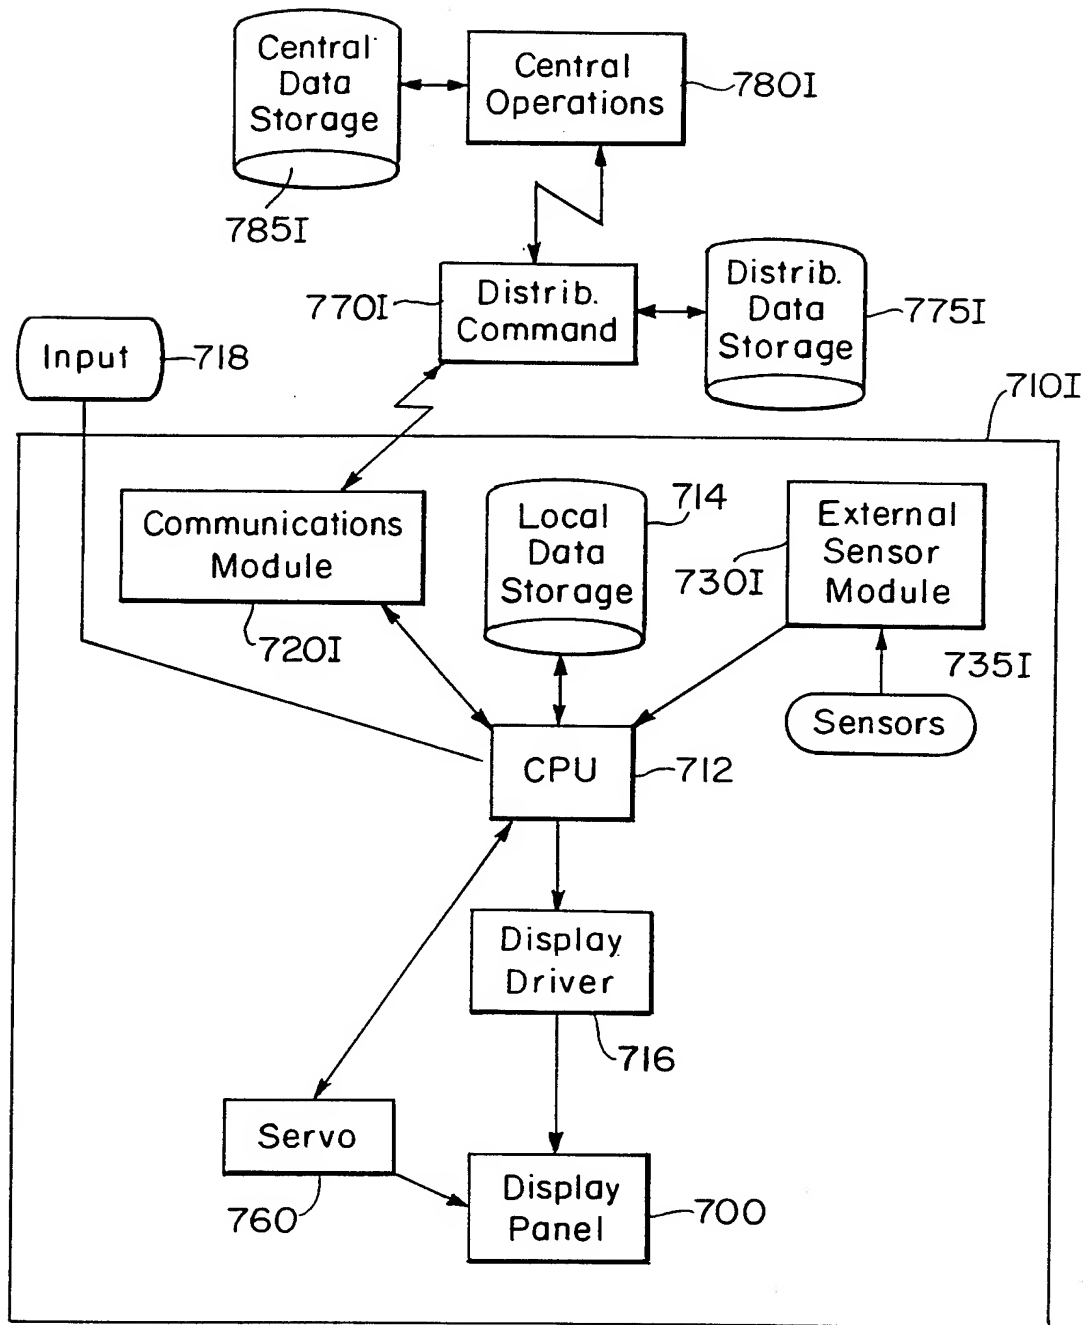 Central
Data
Storage
785I
Central
Operations
780I
Distrib.
Command
770I
Distrib.
Data
Storage
775I
Input
718
710I
Communications
Module
720I
Local
Data
Storage
714
External
Sensor
Module
730I
735I
Sensors
CPU
712
Display
Driver
716
Servo
760
Display
Panel
700